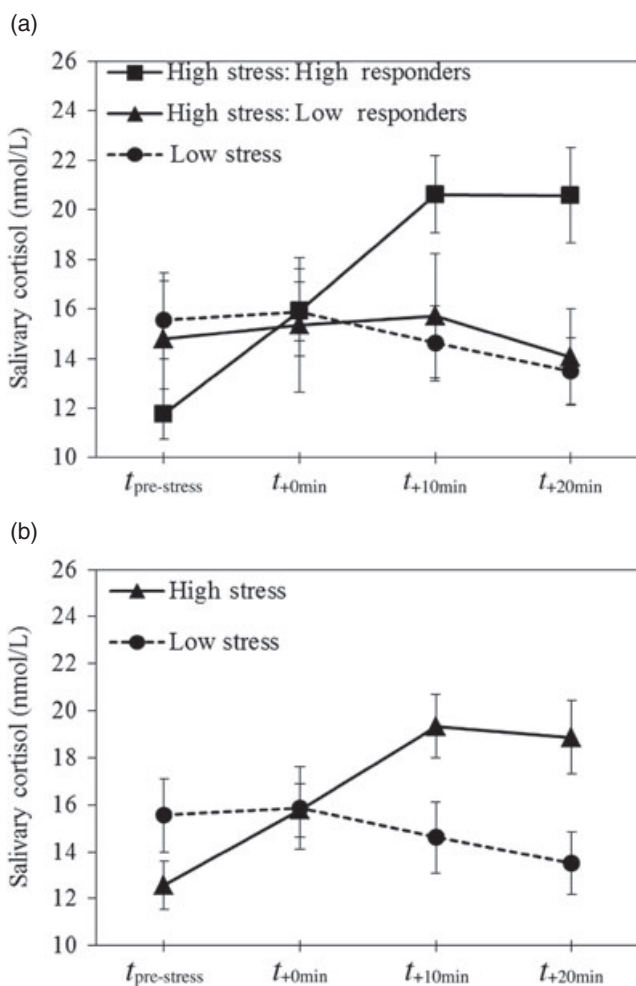 (a)
26
24
22
20
18
16
14
12
10
Salivary cortisol (nmol/L)
High stress: High responders
High stress: Low responders
Low stress
tpre-stress t+0min t+10min t+20min
(b)
26
24
22
20
18
16
14
12
10
Salivary cortisol (nmol/L)
High stress
Low stress
tpre-stress t+0min t+10min t+20min